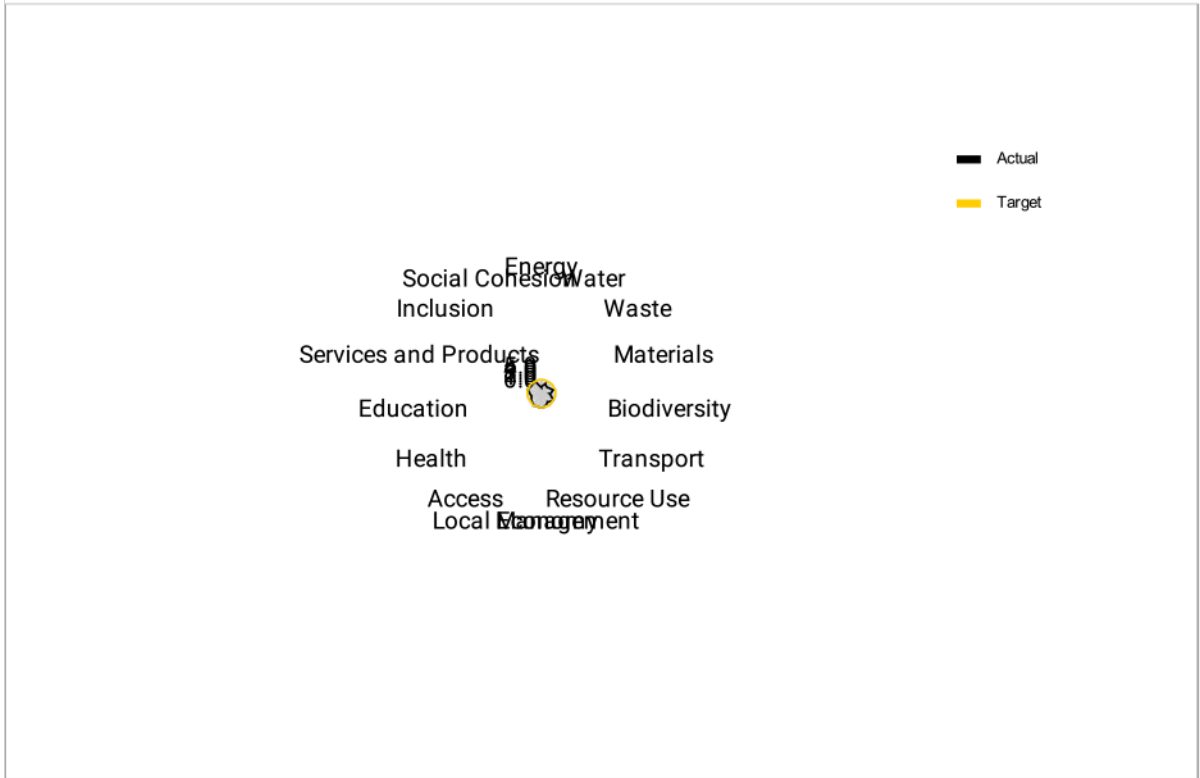 Actual
Target
Energy
Social Cohesion
Water
Inclusion
Waste
Services and Products
Materials
Education
Biodiversity
Health
Transport
Access
Resource Use
Local Economy
Management